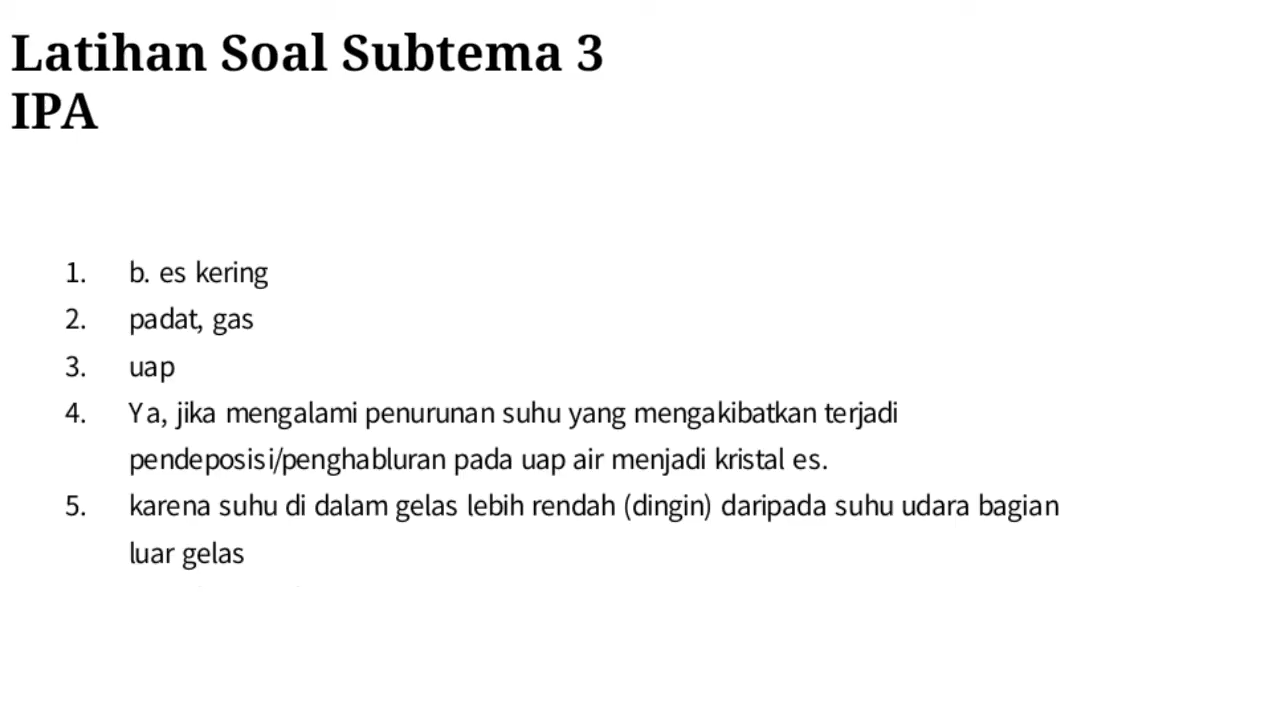 Latihan Soal Subtema 3
IPA
1. b. es kering
2. padat, gas
3. uap
4. Ya, jika mengalami penurunan suhu yang mengakibatkan terjadi
pendeposisi/penghabluran pada uap air menjadi kristal es.
5. karena suhu di dalam gelas lebih rendah (dingin) daripada suhu udara bagian
luar gelas